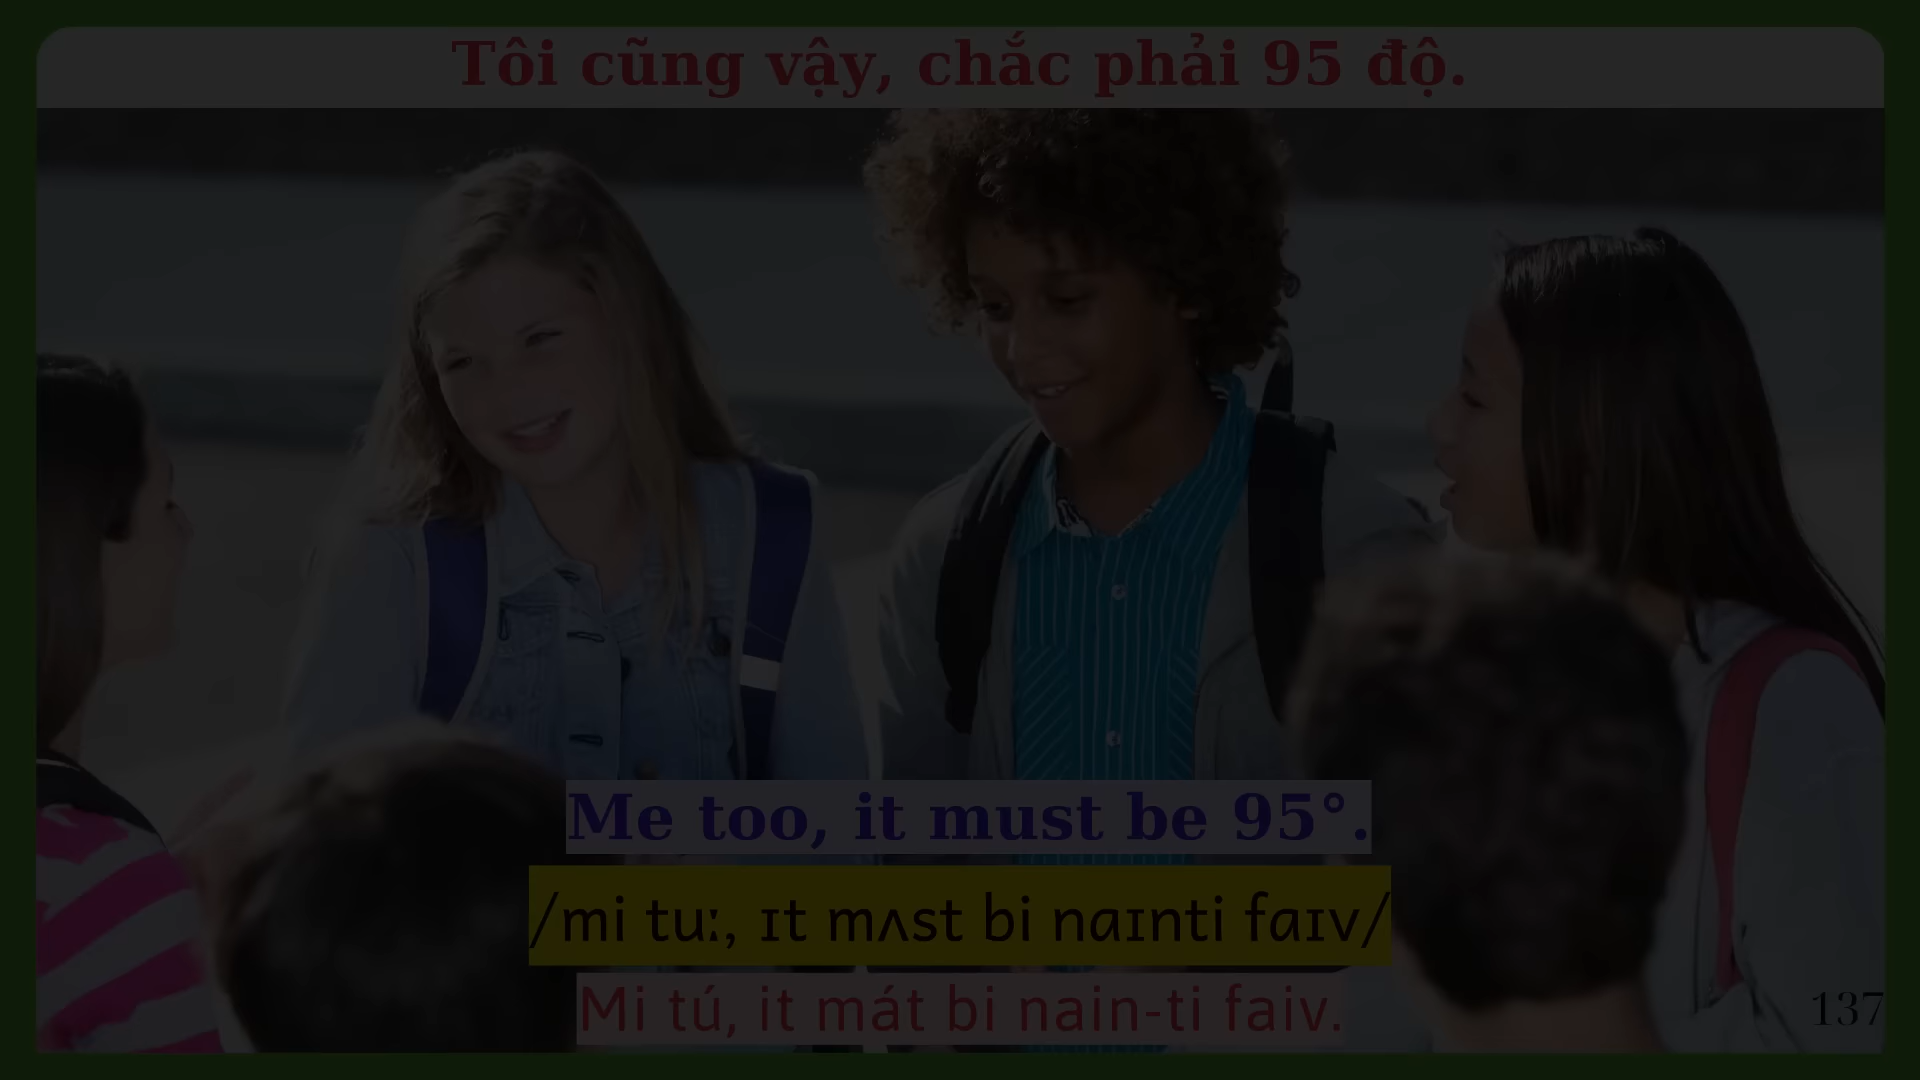 Tôi cũng vậy, chắc phải 95 độ.
Me too, it must be 95°.
/mi tuː, ɪt mʌst bi naɪnti faɪv/
Mi tú, it mát bi nain-ti faiv.
137